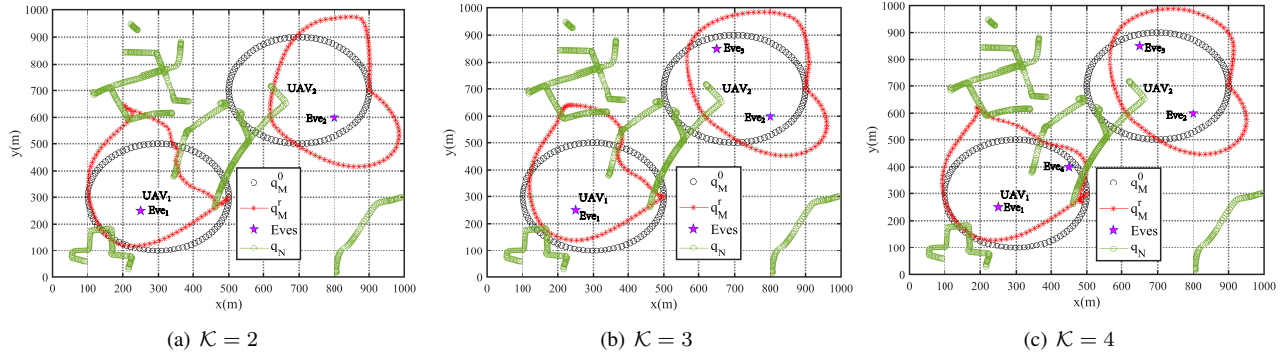 1000
900
800
700
600
500
400
300
200
100
0
y(m)
0 100 200 300 400 500 600 700 800 900 1000
x(m)
UAV₂
Eve₂
UAV₁
Eve₁
q_M^0
q_M^r
Eves
q_N
(a) 𝒦 = 2
1000
900
800
700
600
500
400
300
200
100
0
y(m)
0 100 200 300 400 500 600 700 800 900 1000
x(m)
Eve₃
UAV₂
Eve₂
UAV₁
Eve₁
q_M^0
q_M^r
Eves
q_N
(b) 𝒦 = 3
1000
900
800
700
600
500
400
300
200
100
0
y(m)
0 100 200 300 400 500 600 700 800 900 1000
x(m)
Eve₃
UAV₂
Eve₂
Eve₄
UAV₁
Eve₁
q_M^0
q_M^r
Eves
q_N
(c) 𝒦 = 4